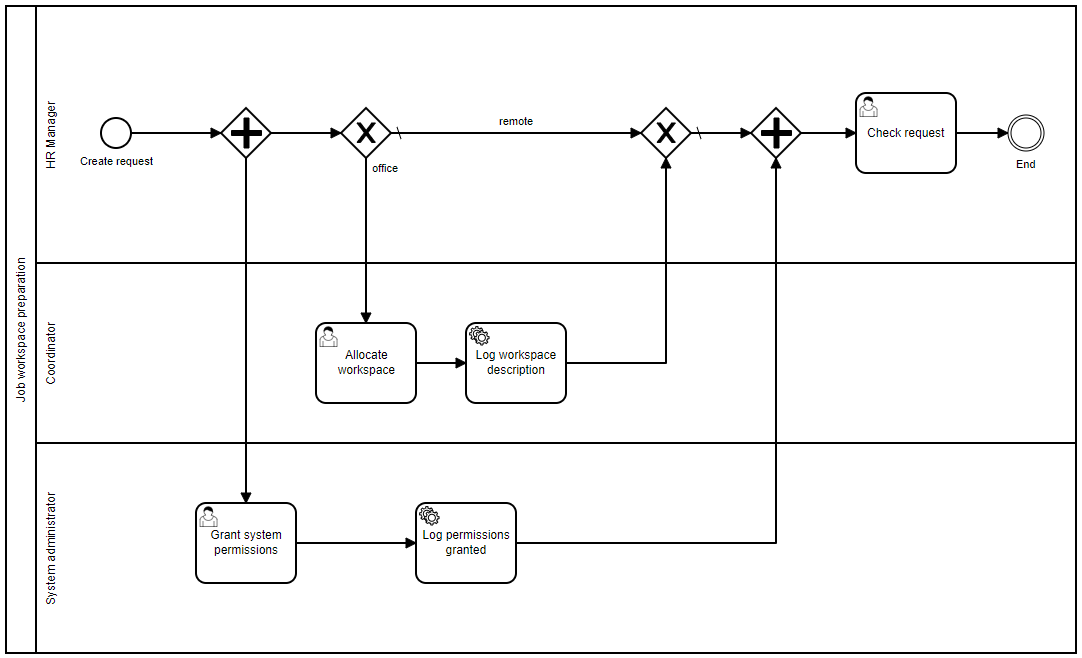 Job workspace preparation
HR Manager
Create request
remote
office
Check request
End
Coordinator
Allocate
workspace
Log workspace
description
System administrator
Grant system
permissions
Log permissions
granted